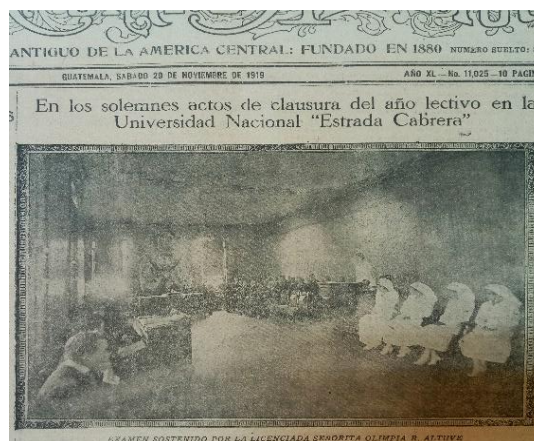 ANTIGUO DE LA AMÉRICA CENTRAL: FUNDADO EN 1880 NUMERO SUELTO:
GUATEMALA, SABADO 29 DE NOVIEMBRE DE 1919 AÑO XL—No. 11,025—10 PAGIN
En los solemnes actos de clausura del año lectivo en la
Universidad Nacional "Estrada Cabrera"
EXAMEN SOSTENIDO POR LA LICENCIADA SEÑORITA OLIMPIA B. ALTUVE